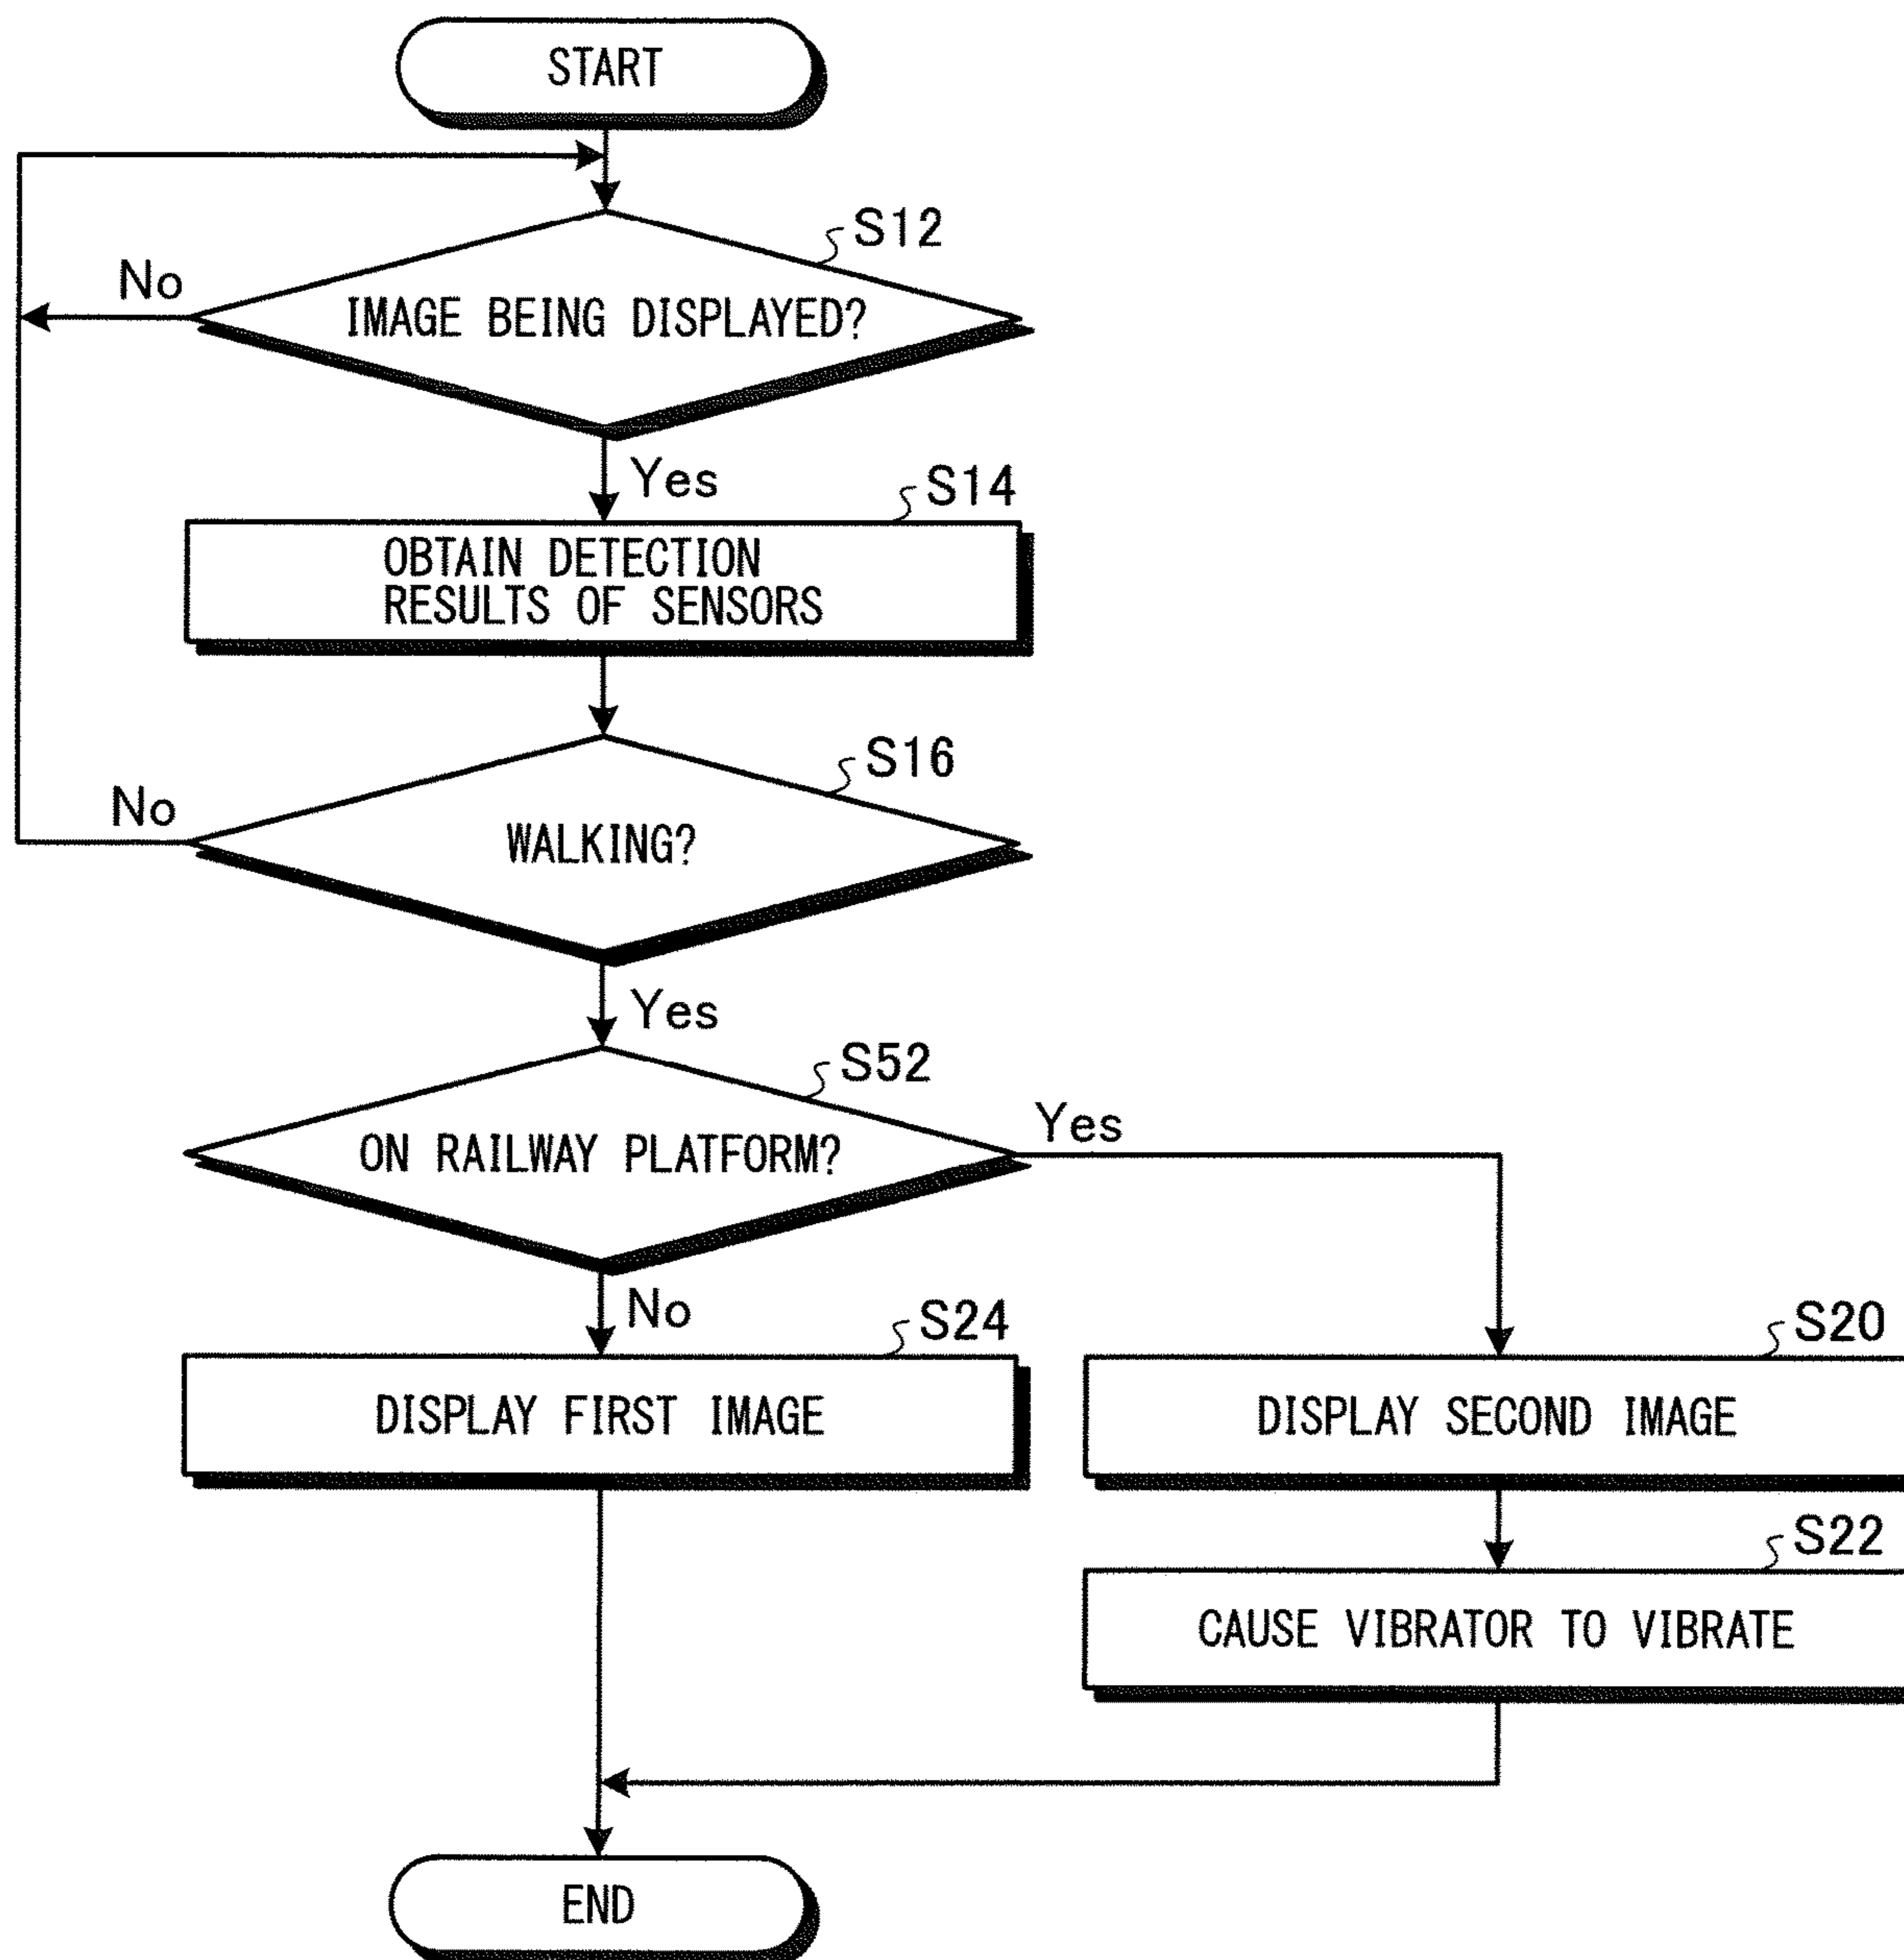 START
S12
No
IMAGE BEING DISPLAYED?
Yes
S14
OBTAIN DETECTION
RESULTS OF SENSORS
S16
No
WALKING?
Yes
S52
ON RAILWAY PLATFORM?
Yes
No
S24
DISPLAY FIRST IMAGE
S20
DISPLAY SECOND IMAGE
S22
CAUSE VIBRATOR TO VIBRATE
END